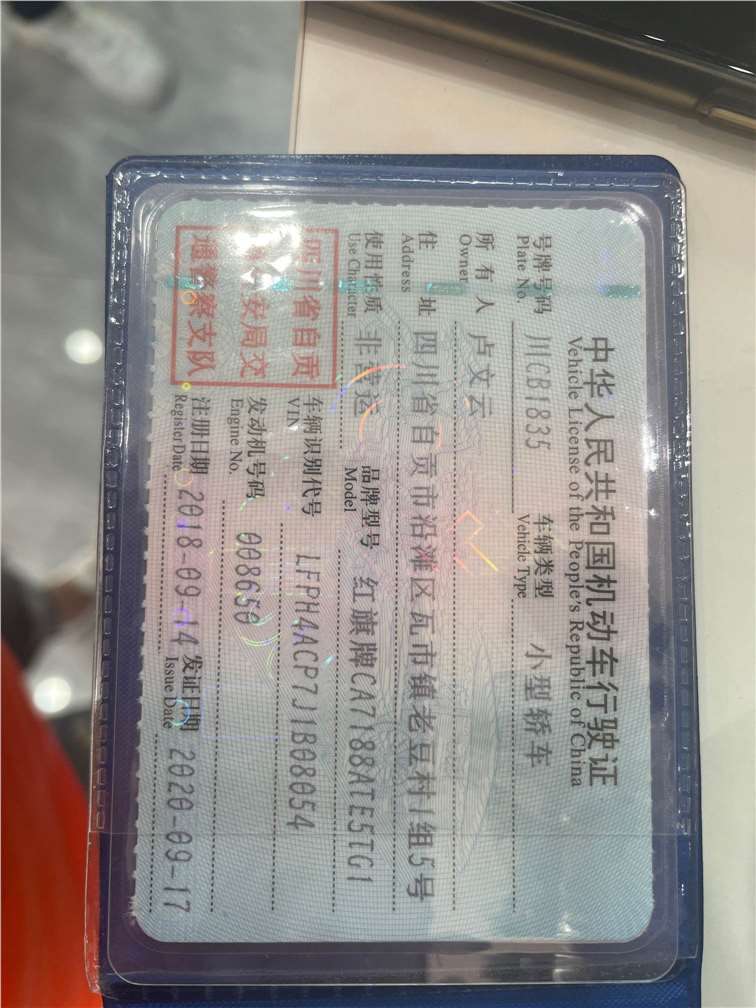 中华人民共和国机动车行驶证
Vehicle License of the People's Republic of China
号牌号码 川CB1835 车辆类型 小型轿车
Plate No. Vehicle Type
所有人 卢文云
Owner
住址 四川省自贡市沿滩区瓦市镇老豆村1组5号
Address
使用性质 非营运 品牌型号 红旗牌CA7188ATE5TG1
Use Character Model
四川省自贡
市公安局交
通警察支队
车辆识别代号 LFPH4ACP7J1B08054
VIN
发动机号码 008650
Engine No.
注册日期 2018-09-14 发证日期 2020-09-17
Register Date Issue Date